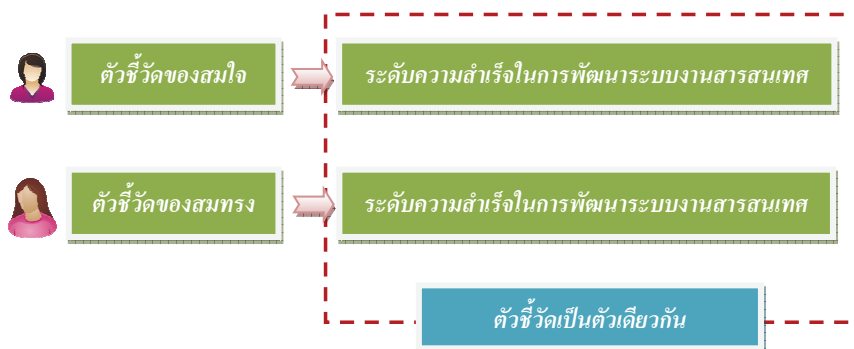 ตัวชี้วัดของสมใจ
ระดับความสำเร็จในการพัฒนาระบบงานสารสนเทศ
ตัวชี้วัดของสมทรง
ระดับความสำเร็จในการพัฒนาระบบงานสารสนเทศ
ตัวชี้วัดเป็นตัวเดียวกัน